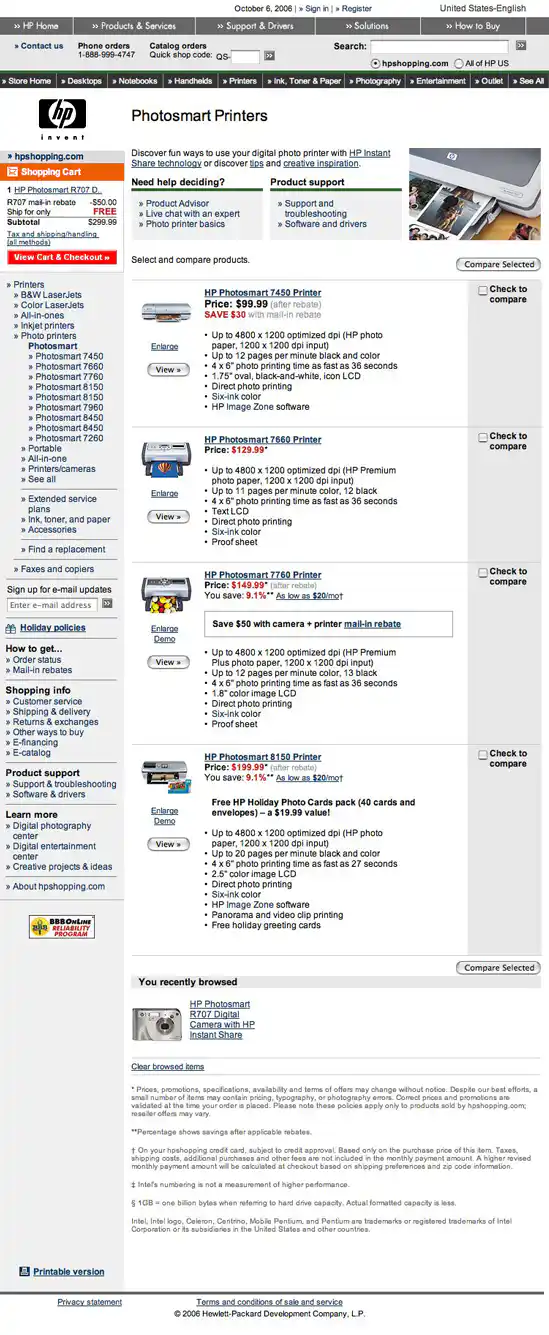 October 6, 2006 | » Sign in | » Register
United States-English
» HP Home
» Products & Services
» Support & Drivers
» Solutions
» How to Buy
» Contact us
Phone orders
1-888-999-4747
Catalog orders
Quick shop code: QS-
Search:
hpshopping.com
All of HP US
» Store Home
» Desktops
» Notebooks
» Handhelds
» Printers
» Ink, Toner & Paper
» Photography
» Entertainment
» Outlet
» See All
hp
invent
Photosmart Printers
» hpshopping.com
Shopping Cart
1 HP Photosmart R707 D..
R707 mail-in rebate -$50.00
Ship for only FREE
Subtotal $299.99
Tax and shipping/handling
(all methods)
View Cart & Checkout »
» Printers
» B&W LaserJets
» Color LaserJets
» All-in-ones
» Inkjet printers
» Photo printers
Photosmart
» Photosmart 7450
» Photosmart 7660
» Photosmart 7760
» Photosmart 8150
» Photosmart 8150
» Photosmart 7960
» Photosmart 8450
» Photosmart 8450
» Photosmart 7260
» Portable
» All-in-one
» Printers/cameras
» See all
» Extended service
plans
» Ink, toner, and paper
» Accessories
» Find a replacement
» Faxes and copiers
Sign up for e-mail updates
Enter e-mail address
Holiday policies
How to get...
» Order status
» Mail-in rebates
Shopping info
» Customer service
» Shipping & delivery
» Returns & exchanges
» Other ways to buy
» E-financing
» E-catalog
Product support
» Support & troubleshooting
» Software & drivers
Learn more
» Digital photography
center
» Digital entertainment
center
» Creative projects & ideas
» About hpshopping.com
BBBONLINE
RELIABILITY
PROGRAM
Discover fun ways to use your digital photo printer with HP Instant
Share technology or discover tips and creative inspiration.
Need help deciding?
» Product Advisor
» Live chat with an expert
» Photo printer basics
Product support
» Support and
troubleshooting
» Software and drivers
Select and compare products.
Compare Selected
HP Photosmart 7450 Printer
Price: $99.99 (after rebate)
SAVE $30 with mail-in rebate
Enlarge
View »
• Up to 4800 x 1200 optimized dpi (HP photo
paper, 1200 x 1200 dpi input)
• Up to 12 pages per minute black and color
• 4 x 6" photo printing time as fast as 36 seconds
• 1.75" oval, black-and-white, icon LCD
• Direct photo printing
• Six-ink color
• HP Image Zone software
Check to
compare
HP Photosmart 7660 Printer
Price: $129.99*
Enlarge
View »
• Up to 4800 x 1200 optimized dpi (HP Premium
photo paper, 1200 x 1200 dpi input)
• Up to 11 pages per minute color, 12 black
• 4 x 6" photo printing time as fast as 36 seconds
• Text LCD
• Direct photo printing
• Six-ink color
• Proof sheet
Check to
compare
HP Photosmart 7760 Printer
Price: $149.99* (after rebate)
You save: 9.1%** As low as $20/mo†
Save $50 with camera + printer mail-in rebate
Enlarge
Demo
View »
• Up to 4800 x 1200 optimized dpi (HP Premium
Plus photo paper, 1200 x 1200 dpi input)
• Up to 12 pages per minute color, 13 black
• 4 x 6" photo printing time as fast as 36 seconds
• 1.8" color image LCD
• Direct photo printing
• Six-ink color
• Proof sheet
Check to
compare
HP Photosmart 8150 Printer
Price: $199.99* (after rebate)
You save: 9.1%** As low as $20/mo†
Free HP Holiday Photo Cards pack (40 cards and
envelopes) – a $19.99 value!
Enlarge
Demo
View »
• Up to 4800 x 1200 optimized dpi (HP photo
paper, 1200 x 1200 dpi input)
• Up to 20 pages per minute black and color
• 4 x 6" photo printing time as fast as 27 seconds
• 2.5" color image LCD
• Direct photo printing
• Six-ink color
• HP Image Zone software
• Panorama and video clip printing
• Free holiday greeting cards
Check to
compare
Compare Selected
You recently browsed
HP Photosmart
R707 Digital
Camera with HP
Instant Share
Clear browsed items
* Prices, promotions, specifications, availability and terms of offers may change without notice. Despite our best efforts, a
small number of items may contain pricing, typography, or photography errors. Correct prices and promotions are
validated at the time your order is placed. Please note these policies apply only to products sold by hpshopping.com;
reseller offers may vary.
**Percentage shows savings after applicable rebates.
† On your hpshopping credit card, subject to credit approval. Based only on the purchase price of this item. Taxes,
shipping costs, additional purchases and other fees are not included in the monthly payment amount. A higher revised
monthly payment amount will be calculated at checkout based on shipping preferences and zip code information.
‡ Intel's numbering is not a measurement of higher performance.
§ 1GB = one billion bytes when referring to hard drive capacity. Actual formatted capacity is less.
Intel, Intel logo, Celeron, Centrino, Mobile Pentium, and Pentium are trademarks or registered trademarks of Intel
Corporation or its subsidiaries in the United States and other countries.
Printable version
Privacy statement
Terms and conditions of sale and service
© 2006 Hewlett-Packard Development Company, L.P.